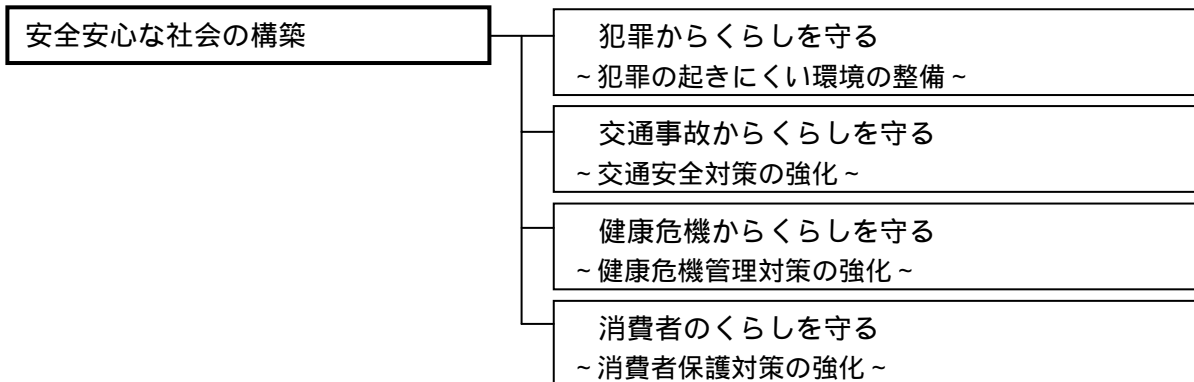 安全安心な社会の構築
犯罪からくらしを守る
~犯罪の起きにくい環境の整備~
交通事故からくらしを守る
~交通安全対策の強化~
健康危機からくらしを守る
~健康危機管理対策の強化~
消費者のくらしを守る
~消費者保護対策の強化~